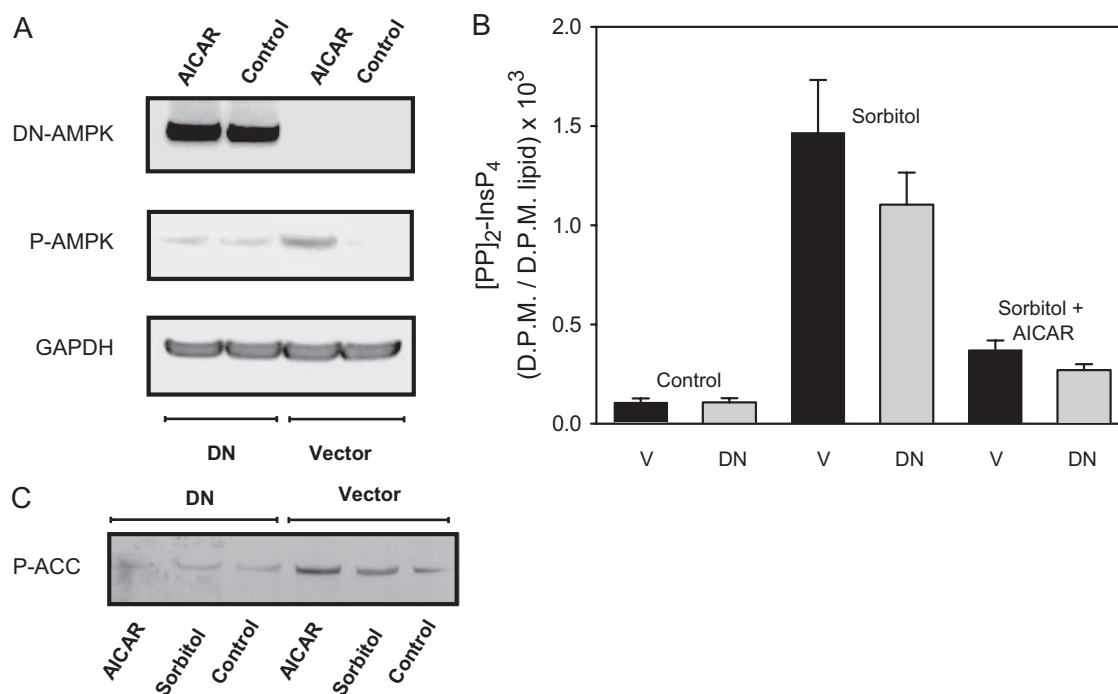 A
AICAR
Control
AICAR
Control
DN-AMPK
P-AMPK
GAPDH
DN
Vector
B
[PP]2-InsP4
(D.P.M. / D.P.M. lipid) x 10^3
2.0
1.5
1.0
0.5
0.0
Control
Sorbitol
Sorbitol +
AICAR
V
DN
V
DN
V
DN
C
DN
Vector
P-ACC
AICAR
Sorbitol
Control
AICAR
Sorbitol
Control